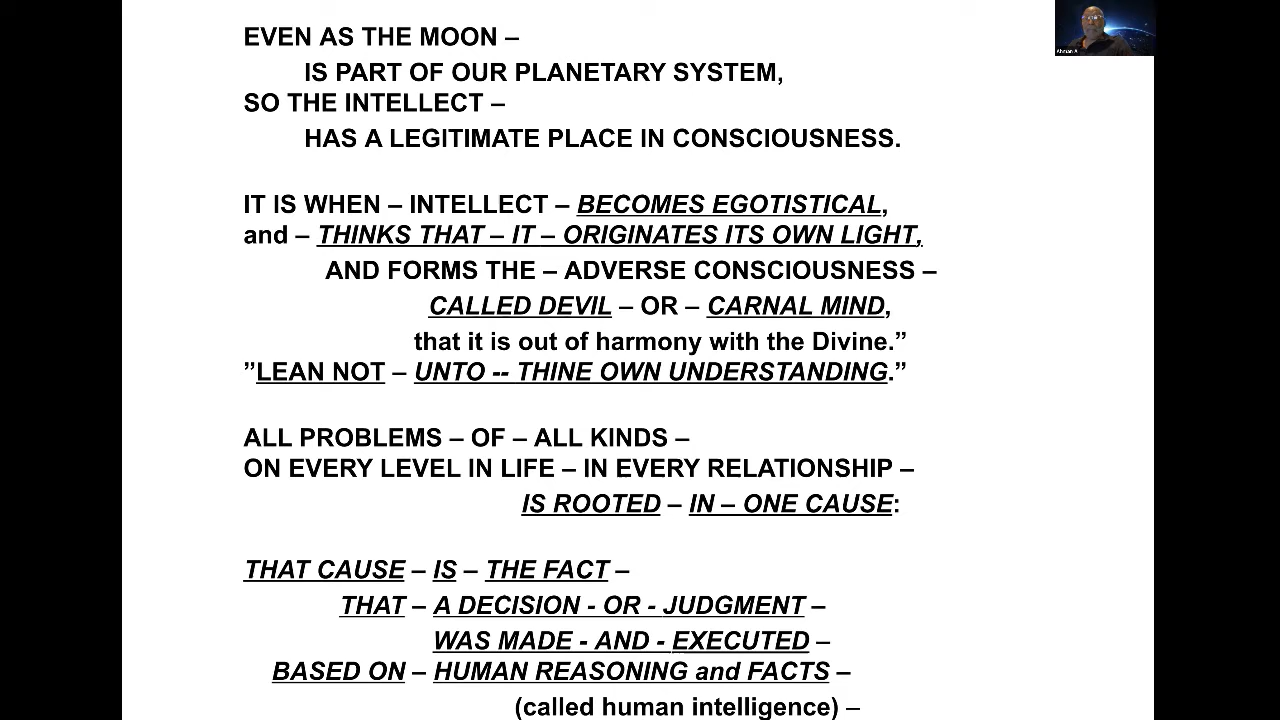 EVEN AS THE MOON –
IS PART OF OUR PLANETARY SYSTEM,
SO THE INTELLECT –
HAS A LEGITIMATE PLACE IN CONSCIOUSNESS.
IT IS WHEN – INTELLECT – BECOMES EGOTISTICAL,
and – THINKS THAT – IT – ORIGINATES ITS OWN LIGHT,
AND FORMS THE – ADVERSE CONSCIOUSNESS –
CALLED DEVIL – OR – CARNAL MIND,
that it is out of harmony with the Divine.”
”LEAN NOT – UNTO -- THINE OWN UNDERSTANDING.”
ALL PROBLEMS – OF – ALL KINDS –
ON EVERY LEVEL IN LIFE – IN EVERY RELATIONSHIP –
IS ROOTED – IN – ONE CAUSE:
THAT CAUSE – IS – THE FACT –
THAT – A DECISION - OR - JUDGMENT –
WAS MADE - AND - EXECUTED –
BASED ON – HUMAN REASONING and FACTS –
(called human intelligence) –
Ahman A